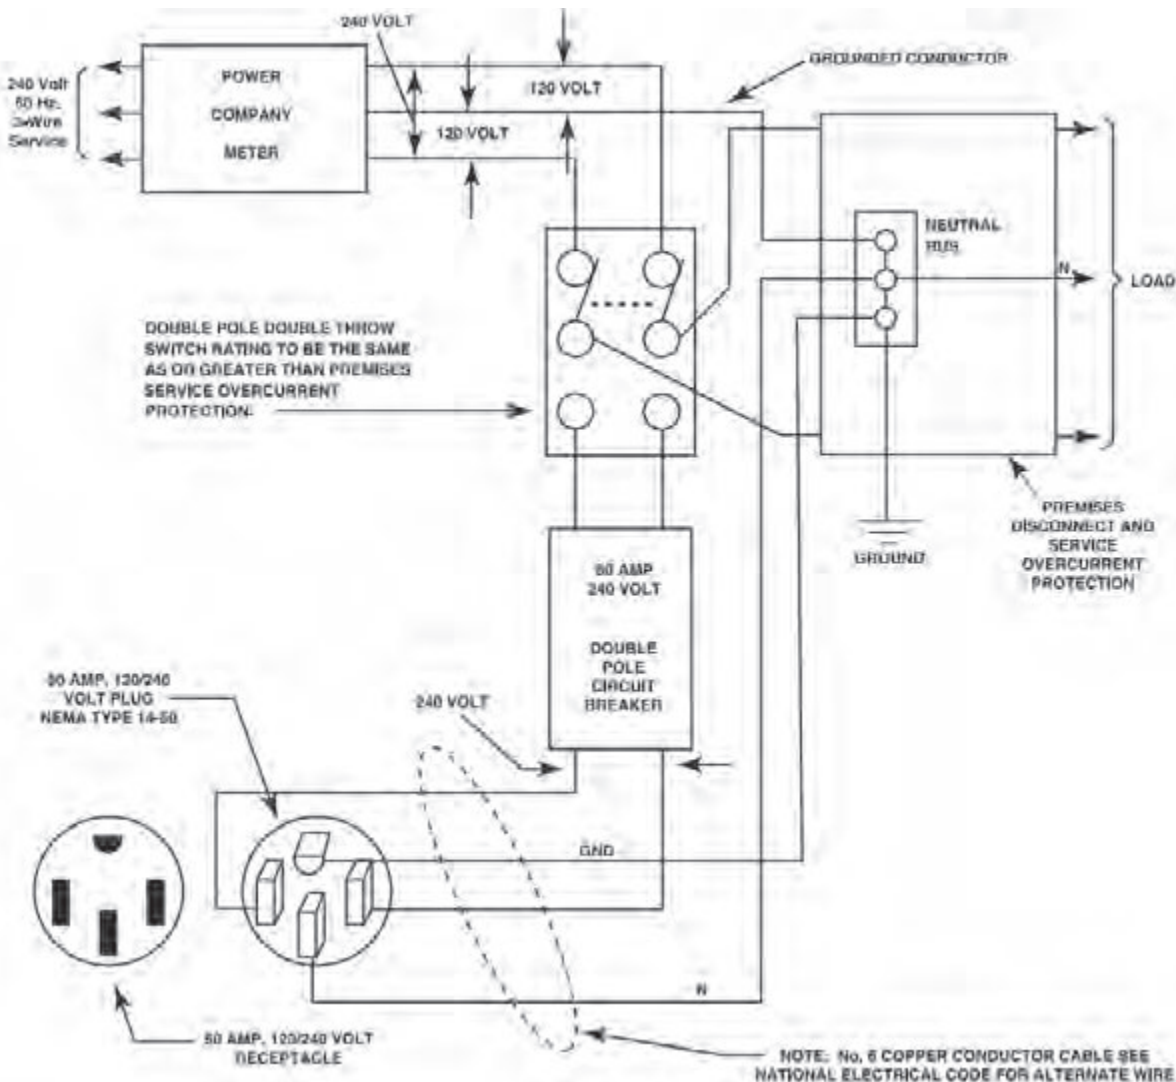 240 VOLT
GROUNDED CONDUCTOR
240 Volt
60 Hz.
3-Wire
Service
POWER
COMPANY
METER
120 VOLT
120 VOLT
NEUTRAL
BUS
N
LOAD
DOUBLE POLE DOUBLE THROW
SWITCH RATING TO BE THE SAME
AS OR GREATER THAN PREMISES
SERVICE OVERCURRENT
PROTECTION.
GROUND
PREMISES
DISCONNECT AND
SERVICE
OVERCURRENT
PROTECTION
AMP
240 VOLT
DOUBLE
POLE
CIRCUIT
BREAKER
AMP, 120/240
VOLT PLUG
NEMA TYPE 14-50
240 VOLT
GND
N
50 AMP, 120/240 VOLT
RECEPTACLE
NOTE: No. 6 COPPER CONDUCTOR CABLE SEE
NATIONAL ELECTRICAL CODE FOR ALTERNATE WIRE